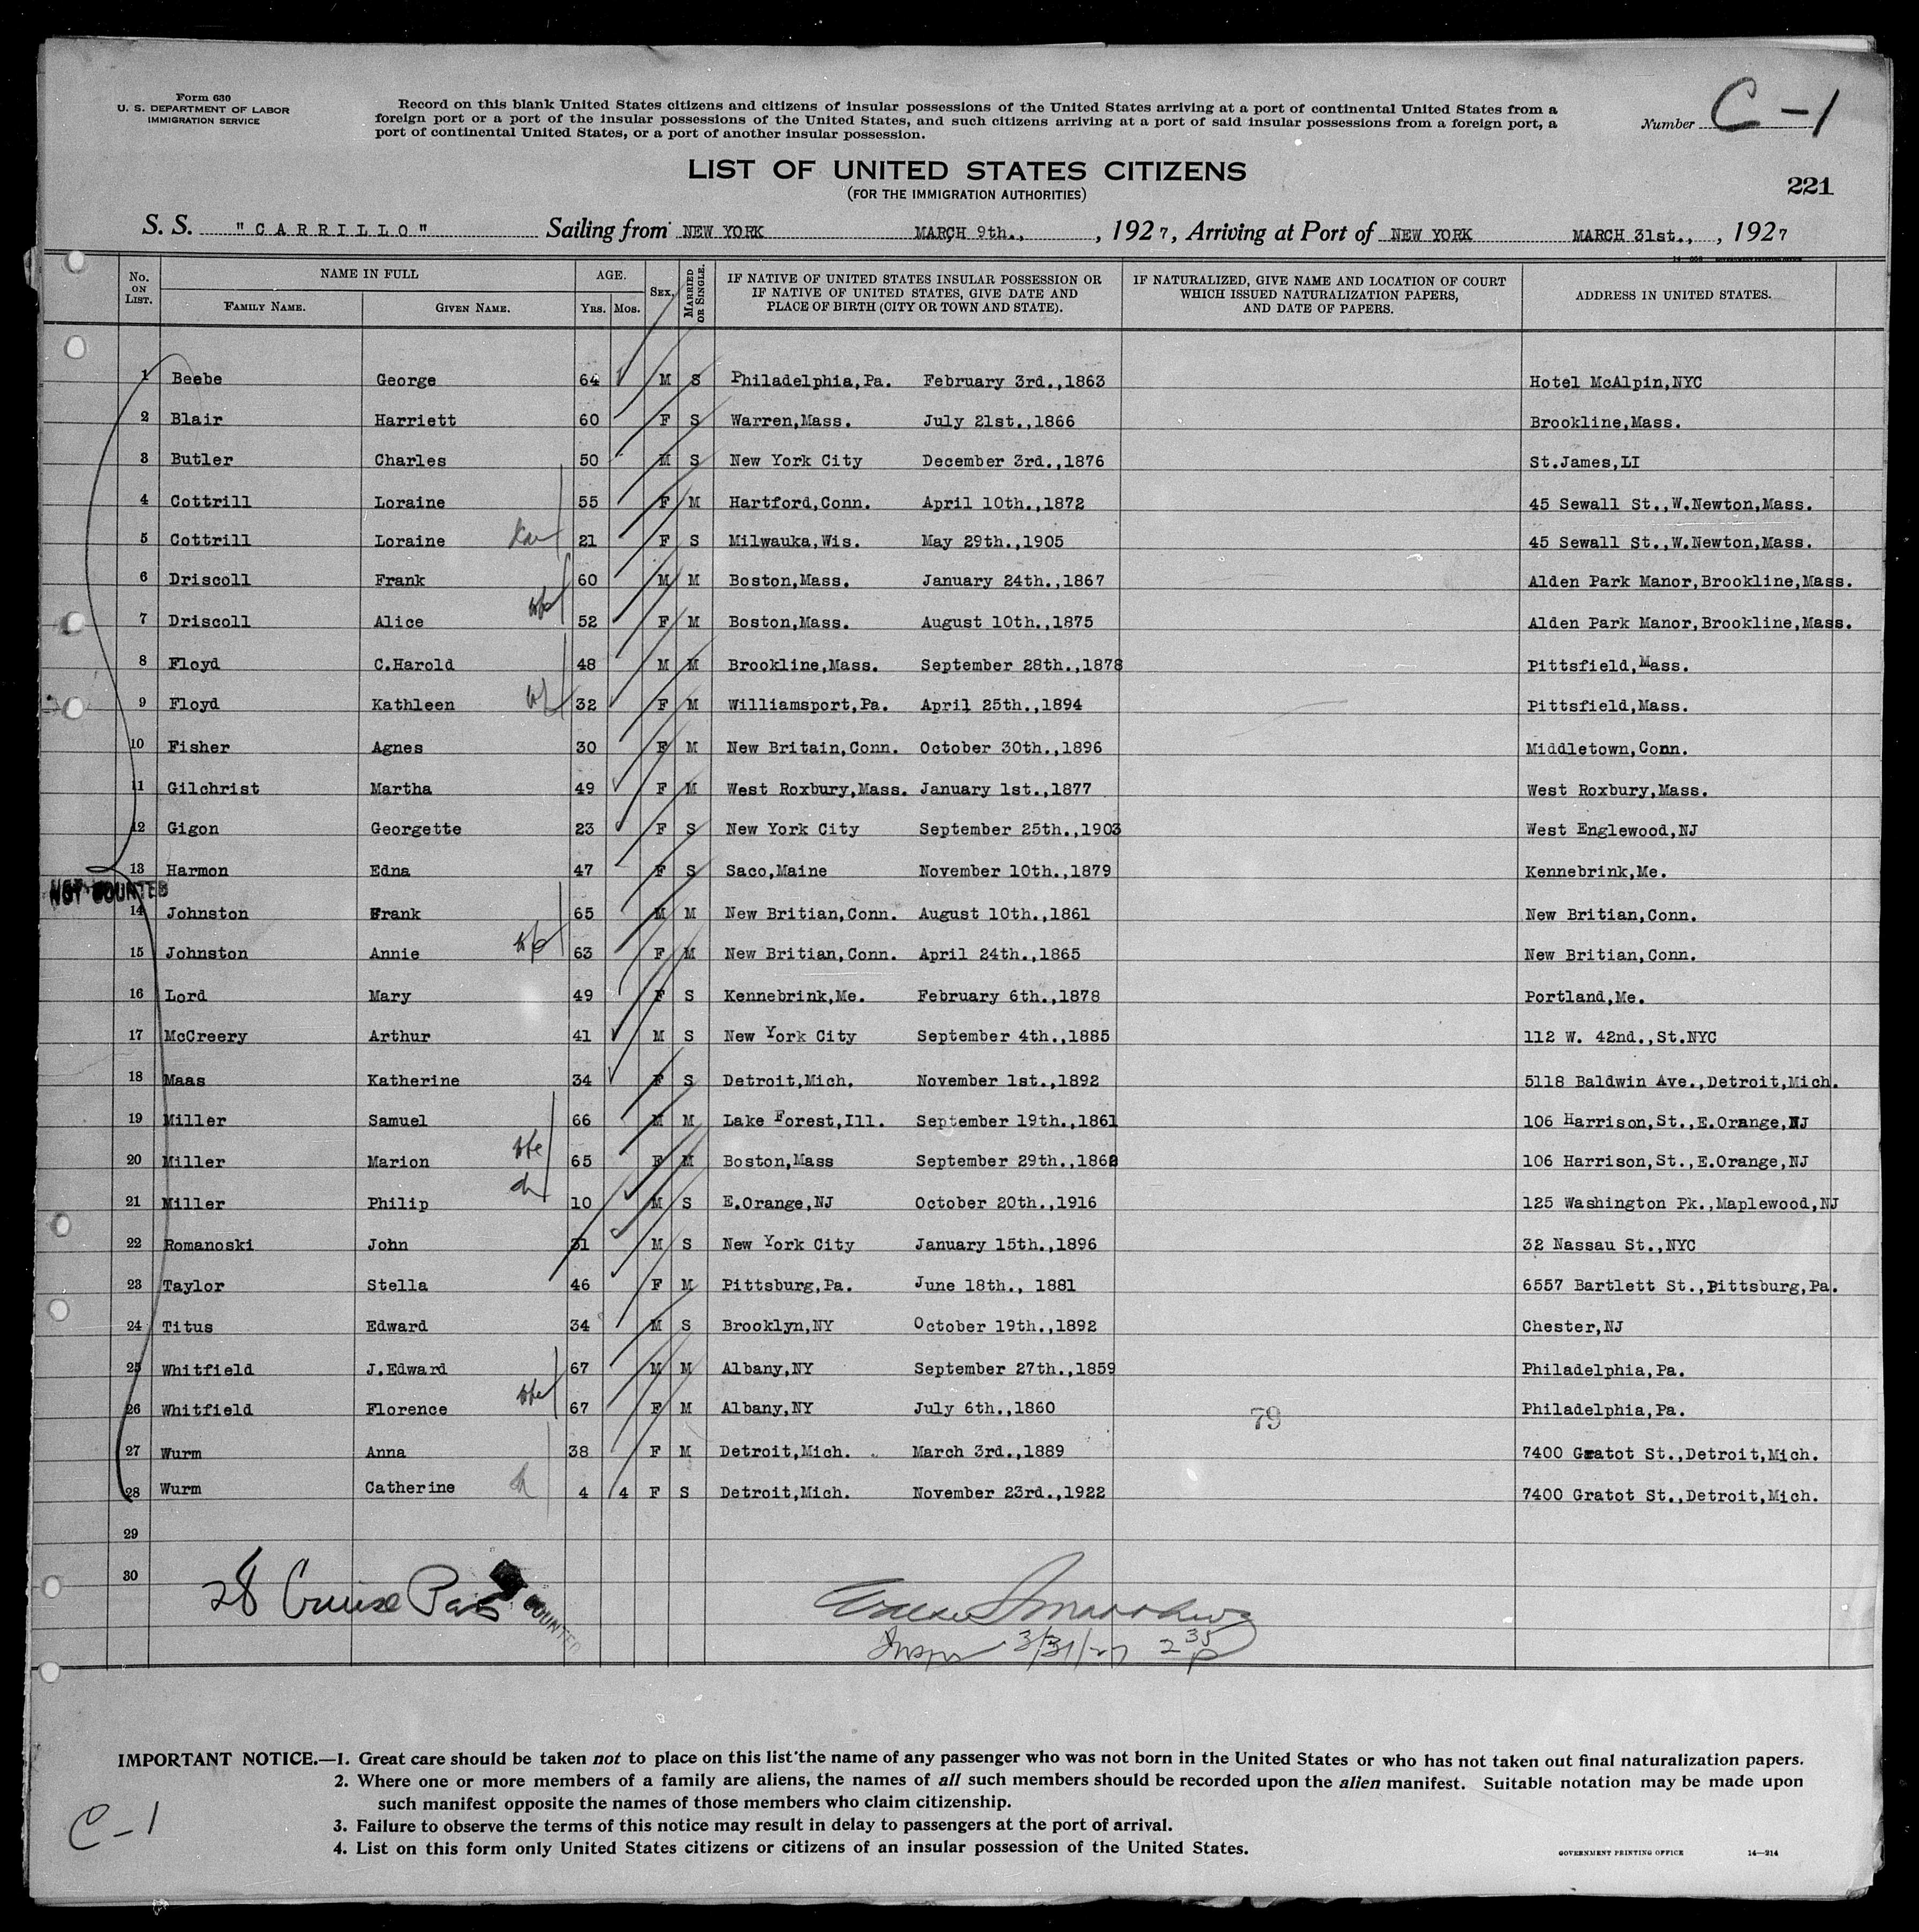 Form 630
U. S. DEPARTMENT OF LABOR
IMMIGRATION SERVICE
Record on this blank United States citizens and citizens of insular possessions of the United States arriving at a port of continental United States from a
foreign port or a port of the insular possessions of the United States, and such citizens arriving at a port of said insular possessions from a foreign port, a
port of continental United States, or a port of another insular possession.
Number C-1
LIST OF UNITED STATES CITIZENS
(FOR THE IMMIGRATION AUTHORITIES)
221
S. S. "CARRILLO" Sailing from NEW YORK MARCH 9th., , 1927, Arriving at Port of NEW YORK MARCH 31st., , 1927
No. ON LIST. NAME IN FULL FAMILY NAME. GIVEN NAME. AGE. Yrs. Mos. SEX. MARRIED OR SINGLE. IF NATIVE OF UNITED STATES INSULAR POSSESSION OR IF NATIVE OF UNITED STATES, GIVE DATE AND PLACE OF BIRTH (CITY OR TOWN AND STATE). IF NATURALIZED, GIVE NAME AND LOCATION OF COURT WHICH ISSUED NATURALIZATION PAPERS, AND DATE OF PAPERS. ADDRESS IN UNITED STATES.
1 Beebe George 64 M S Philadelphia,Pa. February 3rd.,1863 Hotel McAlpin,NYC
2 Blair Harriett 60 F S Warren,Mass. July 21st.,1866 Brookline,Mass.
3 Butler Charles 50 M S New York City December 3rd.,1876 St.James,LI
4 Cottrill Loraine 55 F M Hartford,Conn. April 10th.,1872 45 Sewall St.,W.Newton,Mass.
5 Cottrill Loraine 21 F S Milwauka,Wis. May 29th.,1905 45 Sewall St.,W.Newton,Mass.
6 Driscoll Frank 60 M M Boston,Mass. January 24th.,1867 Alden Park Manor,Brookline,Mass.
7 Driscoll Alice 52 F M Boston,Mass. August 10th.,1875 Alden Park Manor,Brookline,Mass.
8 Floyd C.Harold 48 M M Brookline,Mass. September 28th.,1878 Pittsfield,Mass.
9 Floyd Kathleen 32 F M Williamsport,Pa. April 25th.,1894 Pittsfield,Mass.
10 Fisher Agnes 30 F M New Britain,Conn. October 30th.,1896 Middletown,Conn.
11 Gilchrist Martha 49 F M West Roxbury,Mass. January 1st.,1877 West Roxbury,Mass.
12 Gigon Georgette 23 F S New York City September 25th.,1903 West Englewood,NJ
13 Harmon Edna 47 F S Saco,Maine November 10th.,1879 Kennebrink,Me.
NOT COUNTED
14 Johnston Frank 65 M M New Britian,Conn. August 10th.,1861 New Britian,Conn.
15 Johnston Annie 63 F M New Britian,Conn. April 24th.,1865 New Britian,Conn.
16 Lord Mary 49 F S Kennebrink,Me. February 6th.,1878 Portland,Me.
17 McCreery Arthur 41 M S New York City September 4th.,1885 112 W. 42nd.,St.NYC
18 Maas Katherine 34 F S Detroit,Mich. November 1st.,1892 5118 Baldwin Ave.,Detroit,Mich.
19 Miller Samuel 66 M M Lake Forest,Ill. September 19th.,1861 106 Harrison,St.,E.Orange,NJ
20 Miller Marion 65 F M Boston,Mass September 29th., 106 Harrison,St.,E.Orange,NJ
21 Miller Philip 10 M S E.Orange,NJ October 20th.,1916 125 Washington Pk.,Maplewood,NJ
22 Romanoski John 31 M S New York City January 15th.,1896 32 Nassau St.,NYC
23 Taylor Stella 46 F M Pittsburg,Pa. June 18th., 1881 6557 Bartlett St.,Pittsburg,Pa.
24 Titus Edward 34 M S Brooklyn,NY October 19th.,1892 Chester,NJ
25 Whitfield J.Edward 67 M M Albany,NY September 27th.,1859 Philadelphia,Pa.
26 Whitfield Florence 67 F M Albany,NY July 6th.,1860 Philadelphia,Pa.
79
27 Wurm Anna 38 F M Detroit,Mich. March 3rd.,1889 7400 Gratot St.,Detroit,Mich.
28 Wurm Catherine 4 4 F S Detroit,Mich. November 23rd.,1922 7400 Gratot St.,Detroit,Mich.
29
30
28 Cruise Pass
COUNTED
Inspr 3/31/27 2 35 P
IMPORTANT NOTICE.—1. Great care should be taken not to place on this list the name of any passenger who was not born in the United States or who has not taken out final naturalization papers.
2. Where one or more members of a family are aliens, the names of all such members should be recorded upon the alien manifest. Suitable notation may be made upon
such manifest opposite the names of those members who claim citizenship.
3. Failure to observe the terms of this notice may result in delay to passengers at the port of arrival.
4. List on this form only United States citizens or citizens of an insular possession of the United States.
C-1
GOVERNMENT PRINTING OFFICE 14—214